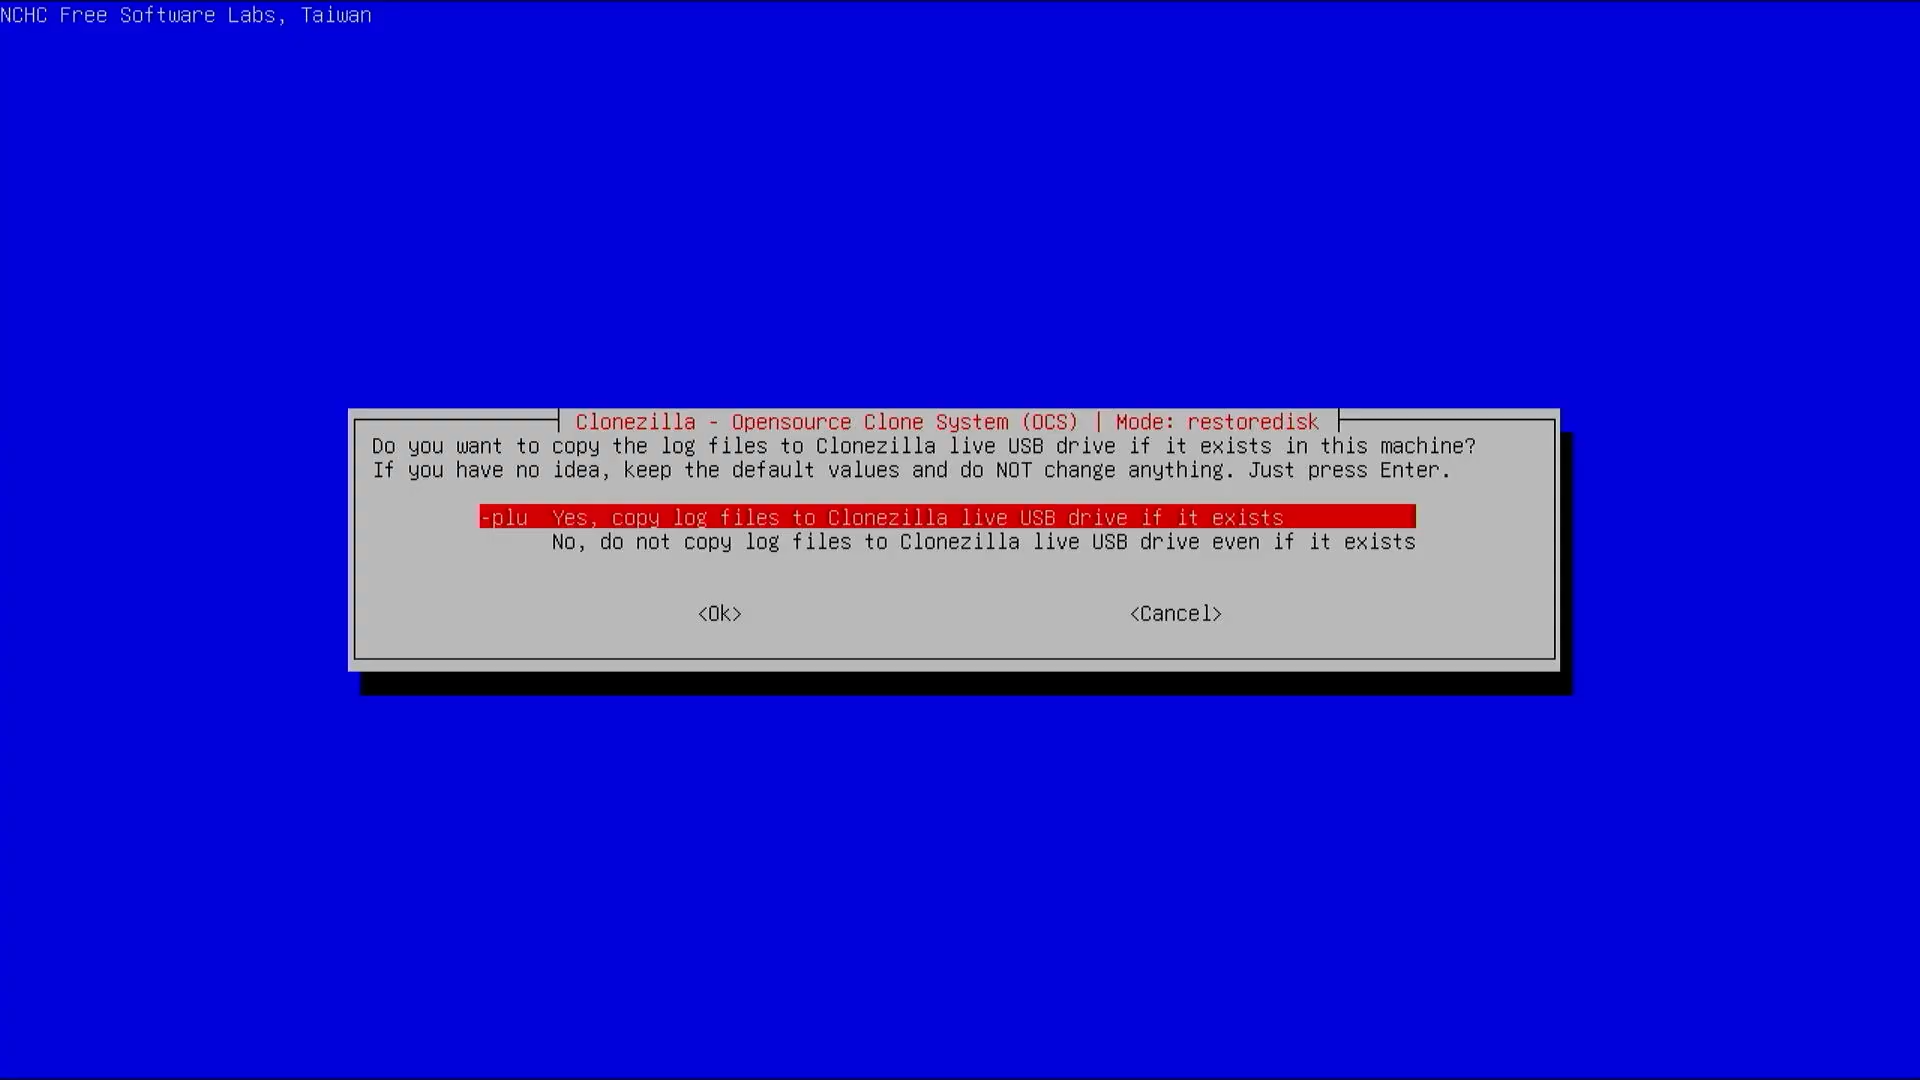 NCHC Free Software Labs, Taiwan
Clonezilla - Opensource Clone System (OCS) | Mode: restoredisk
Do you want to copy the log files to Clonezilla live USB drive if it exists in this machine?
If you have no idea, keep the default values and do NOT change anything. Just press Enter.
-plu  Yes, copy log files to Clonezilla live USB drive if it exists
No, do not copy log files to Clonezilla live USB drive even if it exists
<Ok> <Cancel>